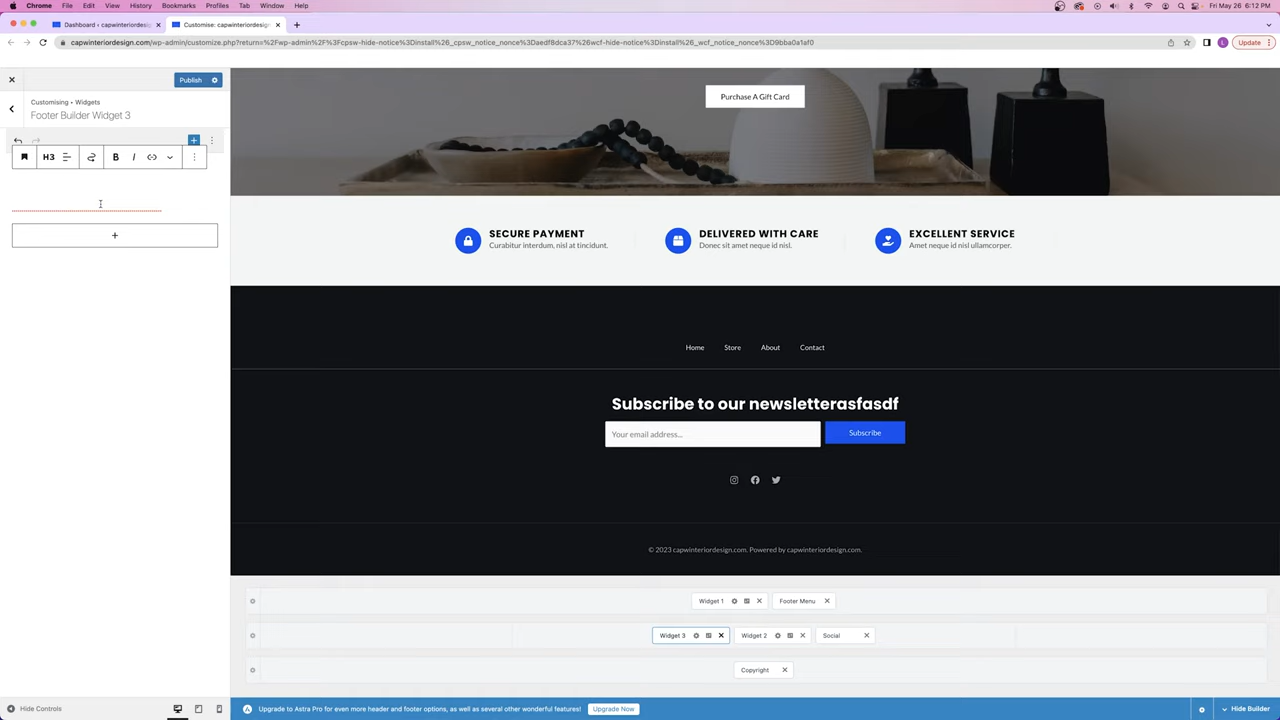 Chrome File Edit View History Bookmarks Profiles Tab Window Help Fri May 26 6:12 PM
Dashboard ‹ capwinteriordesign Customise: capwinteriordesign
capwinteriordesign.com/wp-admin/customize.php?return=%2Fwp-admin%2F%3Fcpsw-hide-notice%3Dinstall%26_cpsw_notice_nonce%3Daedf8dca37%26wcf-hide-notice%3Dinstall%26_wcf_notice_nonce%3D9bba0a1af0 L Update
Publish
Customising • Widgets
Footer Builder Widget 3
H3 B I
Purchase A Gift Card
SECURE PAYMENT
Curabitur interdum, nisl at tincidunt.
DELIVERED WITH CARE
Donec sit amet neque id nisl.
EXCELLENT SERVICE
Amet neque id nisl ullamcorper.
Home Store About Contact
Subscribe to our newsletterasfasdf
Your email address... Subscribe
© 2023 capwinteriordesign.com. Powered by capwinteriordesign.com.
Widget 1 Footer Menu
Widget 3 Widget 2 Social
Copyright
Hide Controls Upgrade to Astra Pro for even more header and footer options, as well as several other wonderful features! Upgrade Now Hide Builder